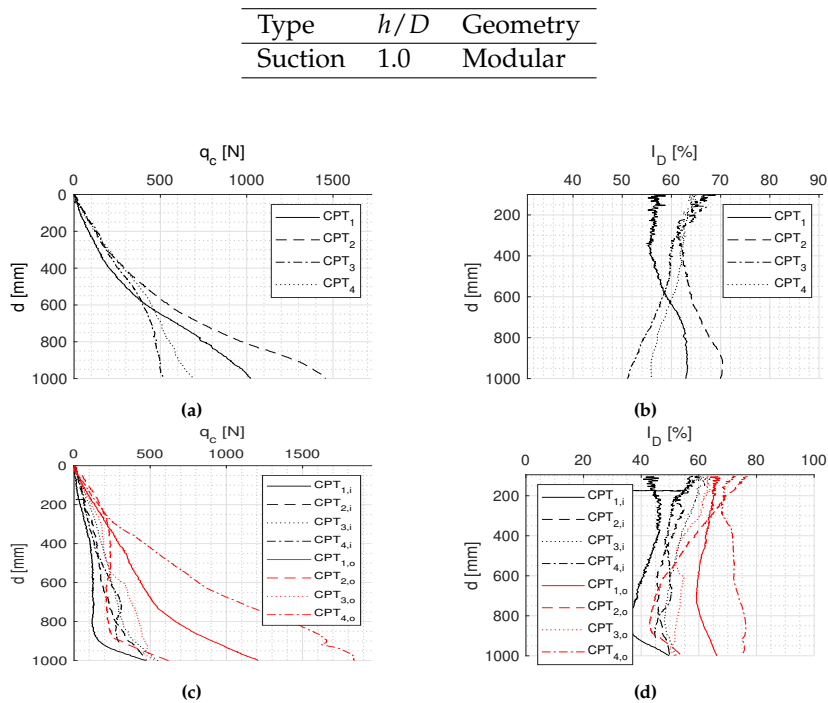 Type h/D Geometry
Suction 1.0 Modular
q_c [N]
0 500 1000 1500
d [mm]
0
200
400
600
800
1000
CPT_1
CPT_2
CPT_3
CPT_4
(a)
I_D [%]
40 50 60 70 80 90
d [mm]
200
400
600
800
1000
CPT_1
CPT_2
CPT_3
CPT_4
(b)
q_c [N]
0 500 1000 1500
d [mm]
0
200
400
600
800
1000
CPT_1,i
CPT_2,i
CPT_3,i
CPT_4,i
CPT_1,o
CPT_2,o
CPT_3,o
CPT_4,o
(c)
I_D [%]
0 20 40 60 80 100
d [mm]
200
400
600
800
1000
CPT_1,i
CPT_2,i
CPT_3,i
CPT_4,i
CPT_1,o
CPT_2,o
CPT_3,o
CPT_4,o
(d)